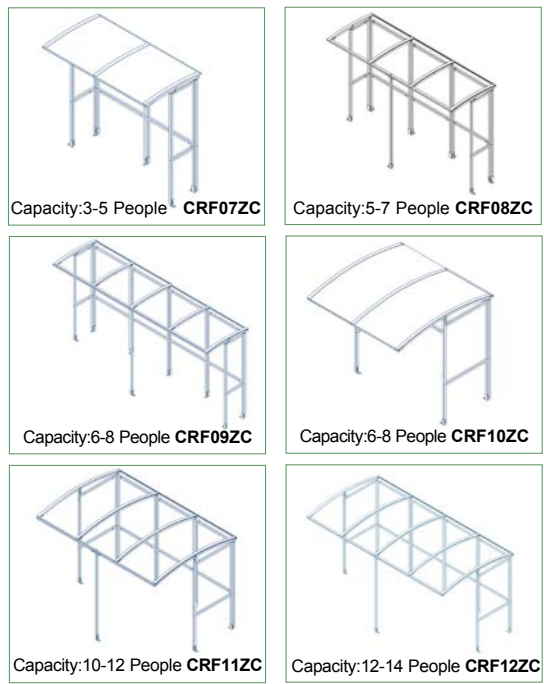 Capacity:3-5 People CRF07ZC
Capacity:5-7 People CRF08ZC
Capacity:6-8 People CRF09ZC
Capacity:6-8 People CRF10ZC
Capacity:10-12 People CRF11ZC
Capacity:12-14 People CRF12ZC